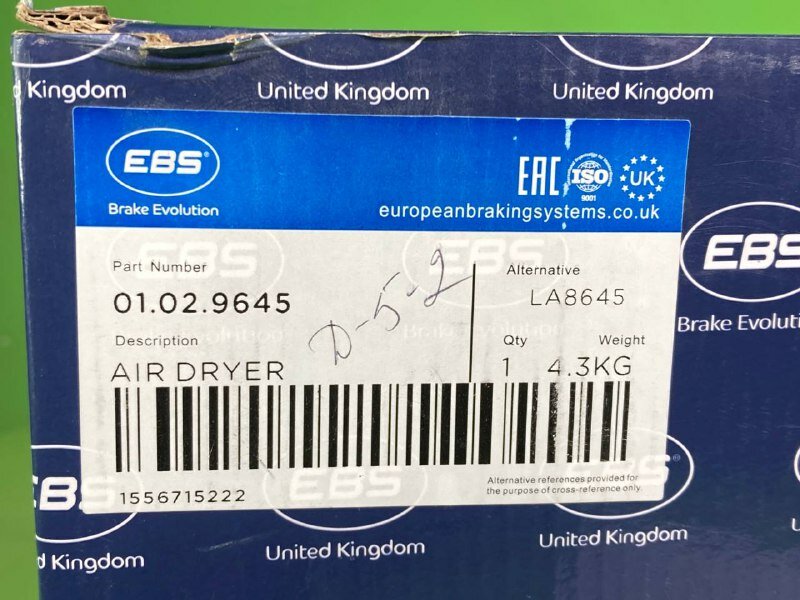 d Kingdom
United Kingdom
United Kingdom
EBS
Brake Evolution
EAC
ISO
9001
UK
europeanbrakingsystems.co.uk
Part Number
01.02.9645
Description
AIR DRYER
D-5-2
Alternative
LA8645
Qty Weight
1 4.3KG
1556715222
Alternative references provided for
the purpose of cross-reference only.
EBS
Brake Evoluti
EBS
d Kingdom
United Kingdom
United Kingdom